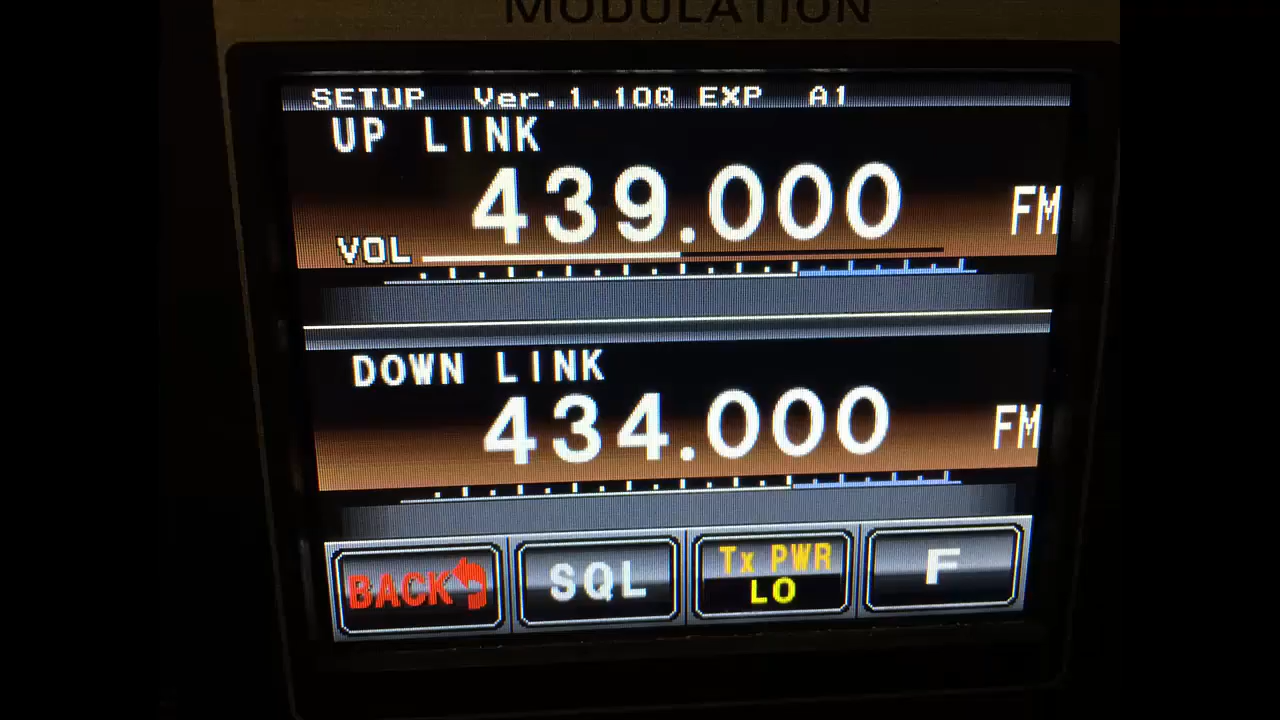 MODULATION
SETUP Ver.1.10Q EXP A1
UP LINK
439.000 FM
VOL
DOWN LINK
434.000 FM
BACK SQL Tx PWR F
LO